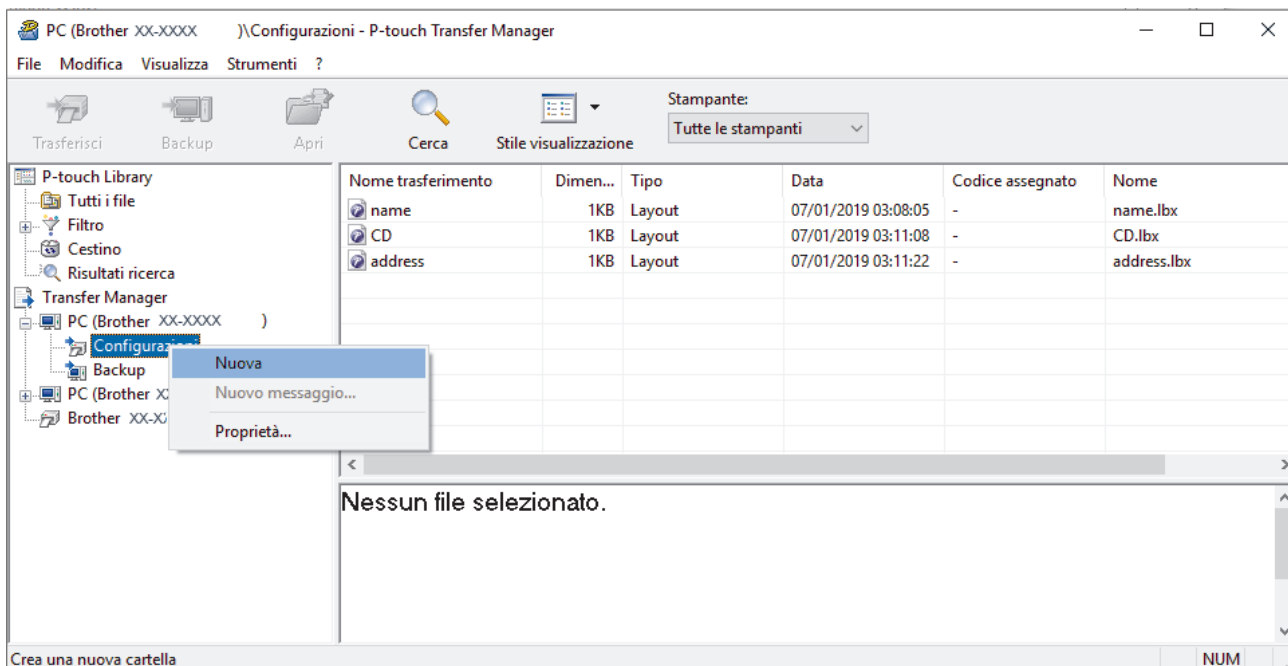 PC (Brother XX-XXXX )\Configurazioni - P-touch Transfer Manager
File Modifica Visualizza Strumenti ?
Trasferisci Backup Apri Cerca Stile visualizzazione
Stampante:
Tutte le stampanti
P-touch Library
Tutti i file
Filtro
Cestino
Risultati ricerca
Transfer Manager
PC (Brother XX-XXXX )
Configurazioni
Backup
PC (Brother
Brother XX-X
Nuova
Nuovo messaggio...
Proprietà...
Nome trasferimento Dimen... Tipo Data Codice assegnato Nome
name 1KB Layout 07/01/2019 03:08:05 - name.lbx
CD 1KB Layout 07/01/2019 03:11:08 - CD.lbx
address 1KB Layout 07/01/2019 03:11:22 - address.lbx
Nessun file selezionato.
Crea una nuova cartella NUM